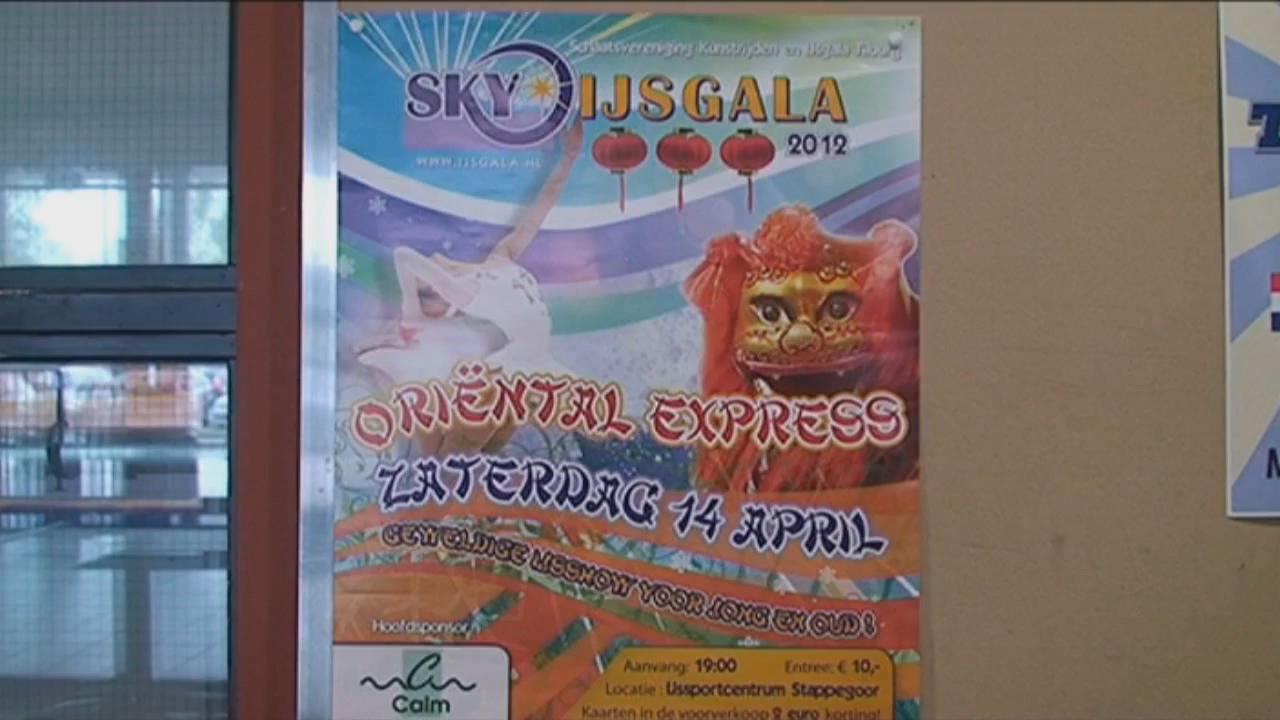 Schaatsvereniging Kunstrijden en IJsgala Tilburg
SKY IJSGALA
2012
WWW.IJSGALA.NL
ORIËNTAL EXPRESS
ZATERDAG 14 APRIL
GEWELDIGE IJSSHOW VOOR JONG EN OUD!
Hoofdsponsor:
Calm
Aanvang: 19:00 Entree: € 10,-
Locatie: IJssportcentrum Stappegoor
Kaarten in de voorverkoop 2 euro korting!